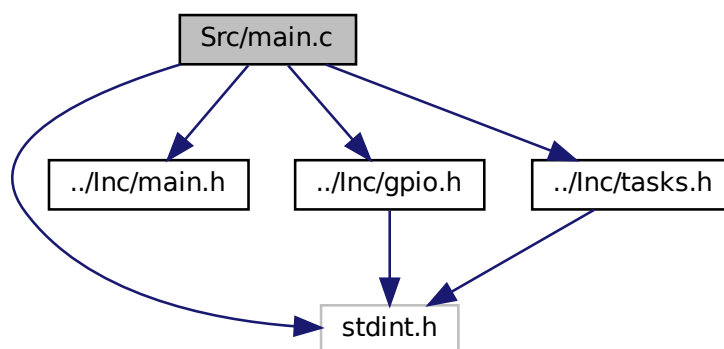 Src/main.c
../Inc/main.h
../Inc/gpio.h
../Inc/tasks.h
stdint.h